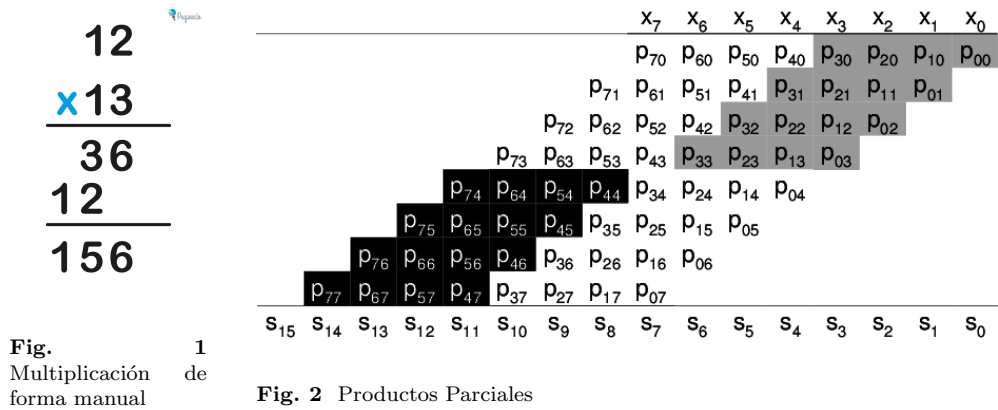 Pequeocio
12
x13
36
12
156
Fig. 1
Multiplicación de
forma manual
x7 x6 x5 x4 x3 x2 x1 x0
p70 p60 p50 p40 p30 p20 p10 p00
p71 p61 p51 p41 p31 p21 p11 p01
p72 p62 p52 p42 p32 p22 p12 p02
p73 p63 p53 p43 p33 p23 p13 p03
p74 p64 p54 p44 p34 p24 p14 p04
p75 p65 p55 p45 p35 p25 p15 p05
p76 p66 p56 p46 p36 p26 p16 p06
p77 p67 p57 p47 p37 p27 p17 p07
s15 s14 s13 s12 s11 s10 s9 s8 s7 s6 s5 s4 s3 s2 s1 s0
Fig. 2 Productos Parciales